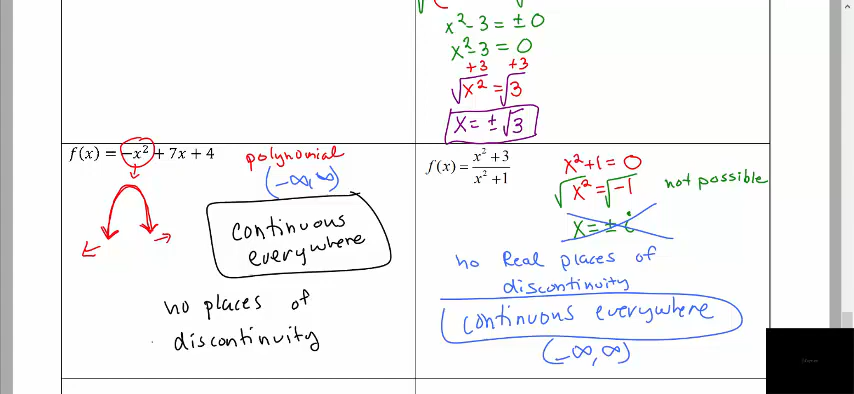 x²-3 = ±0
x²-3 = 0
+3 +3
√x² = √3
x = ±√3
f(x) = -x² + 7x + 4
polynomial
(-∞,∞)
continuous
everywhere
no places of
discontinuity
f(x) = x² + 3 / x² + 1
x²+1 = 0
√x² = √-1
not possible
x = ± i
no Real places of
discontinuity
continuous everywhere
(-∞,∞)